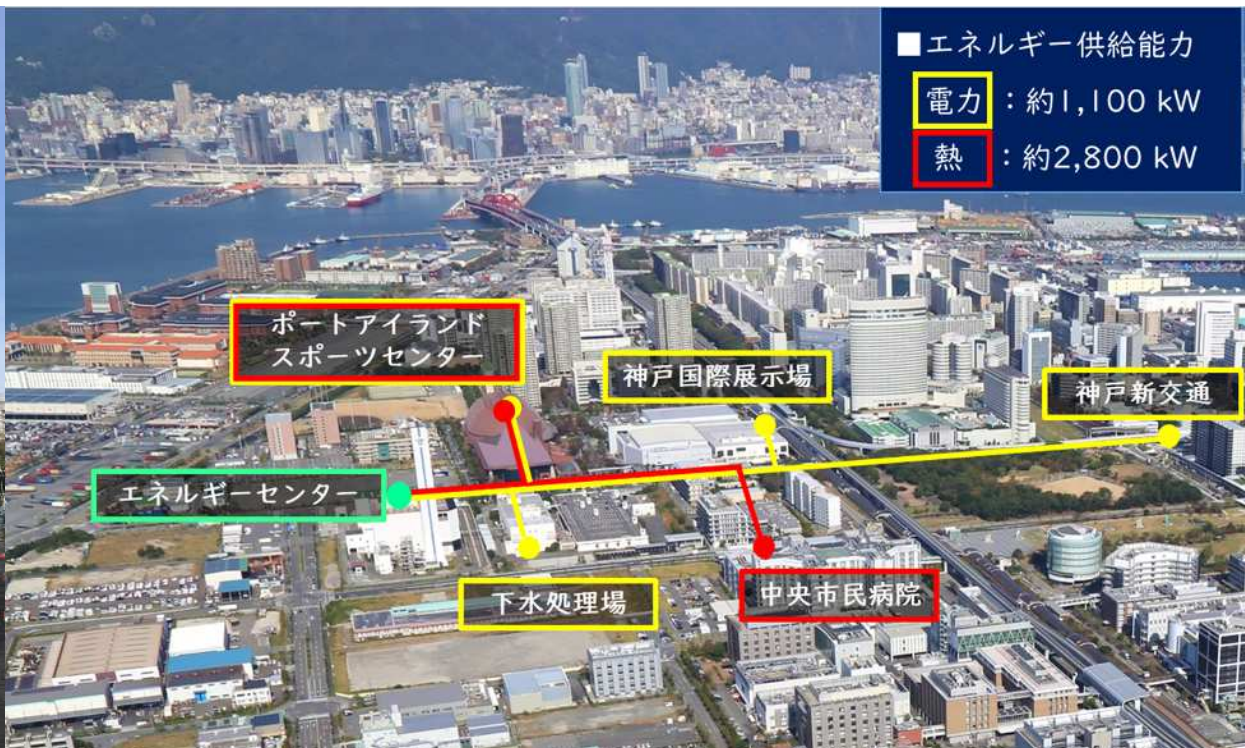 ■エネルギー供給能力
電力：約1,100 kW
熱：約2,800 kW
ポートアイランド
スポーツセンター
神戸国際展示場
神戸新交通
エネルギーセンター
下水処理場
中央市民病院